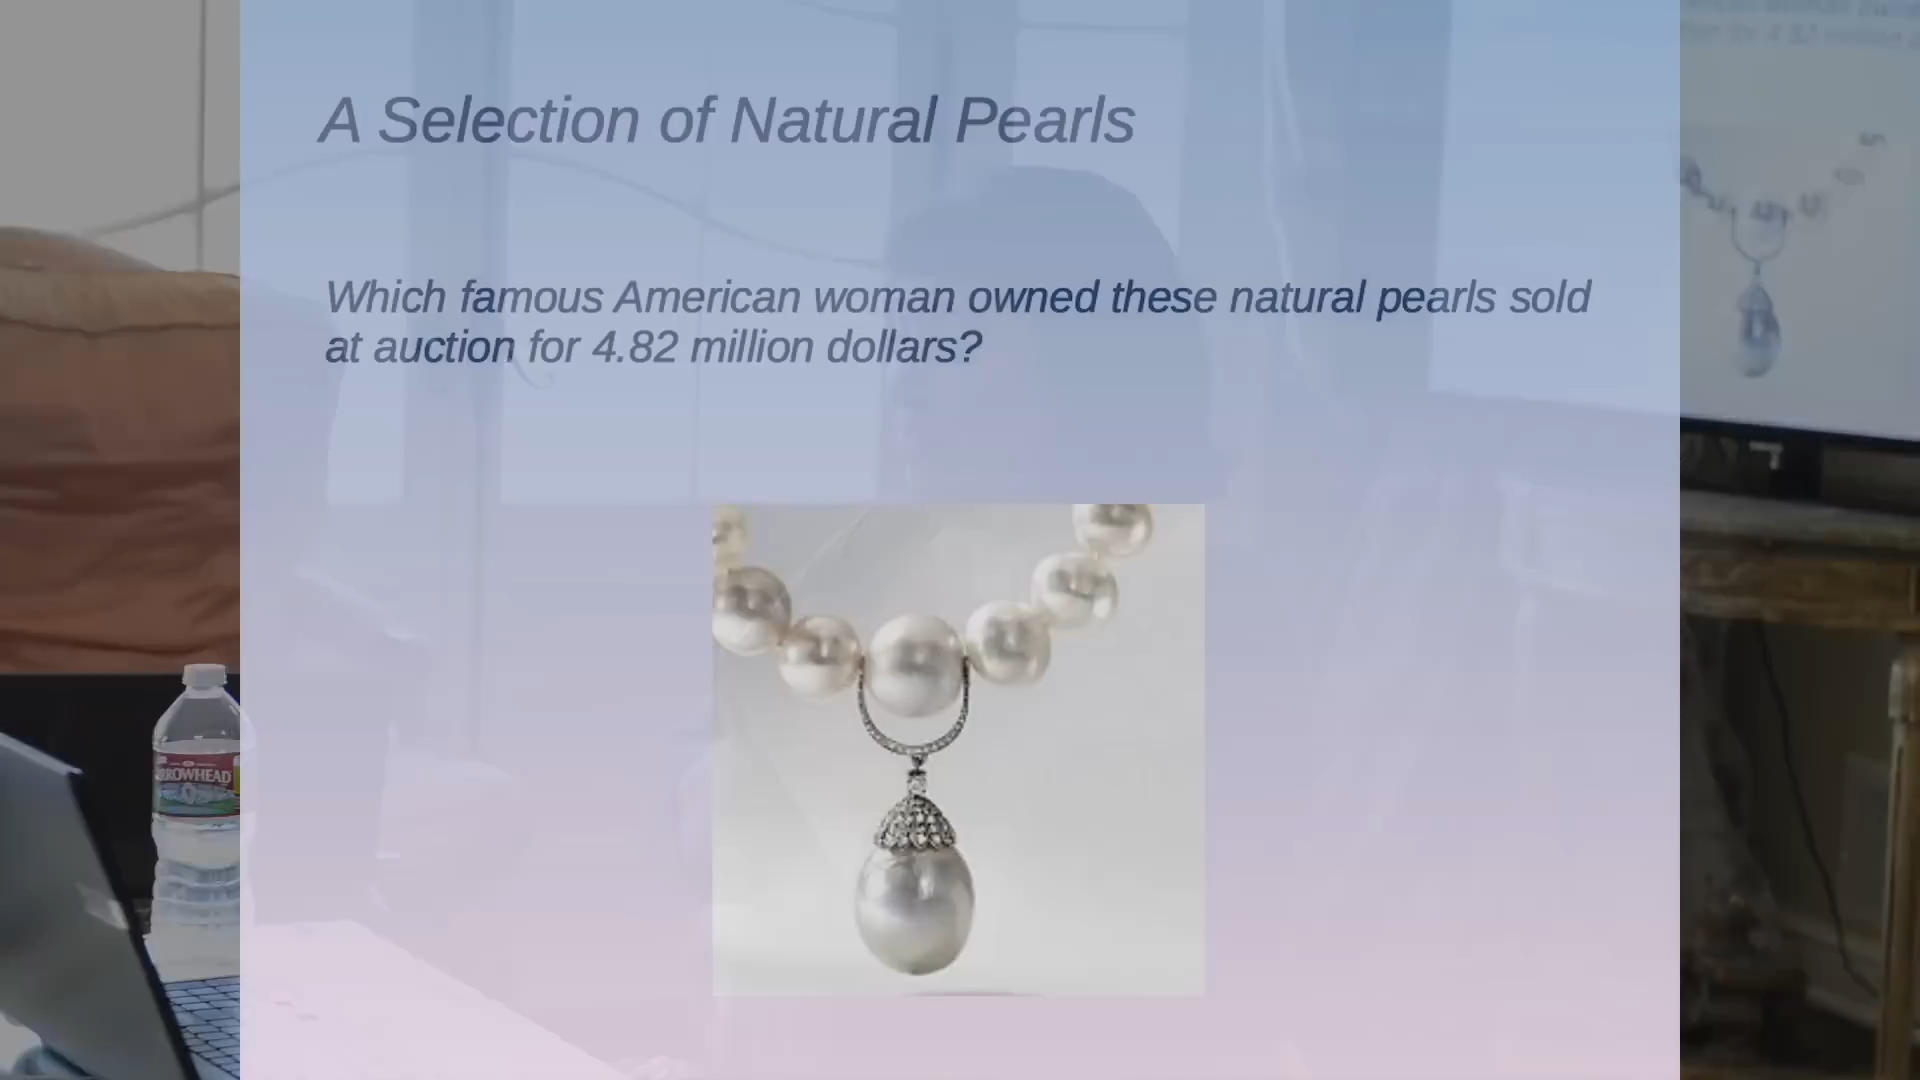 A Selection of Natural Pearls
Which famous American woman owned these natural pearls sold
at auction for 4.82 million dollars?
ARROWHEAD